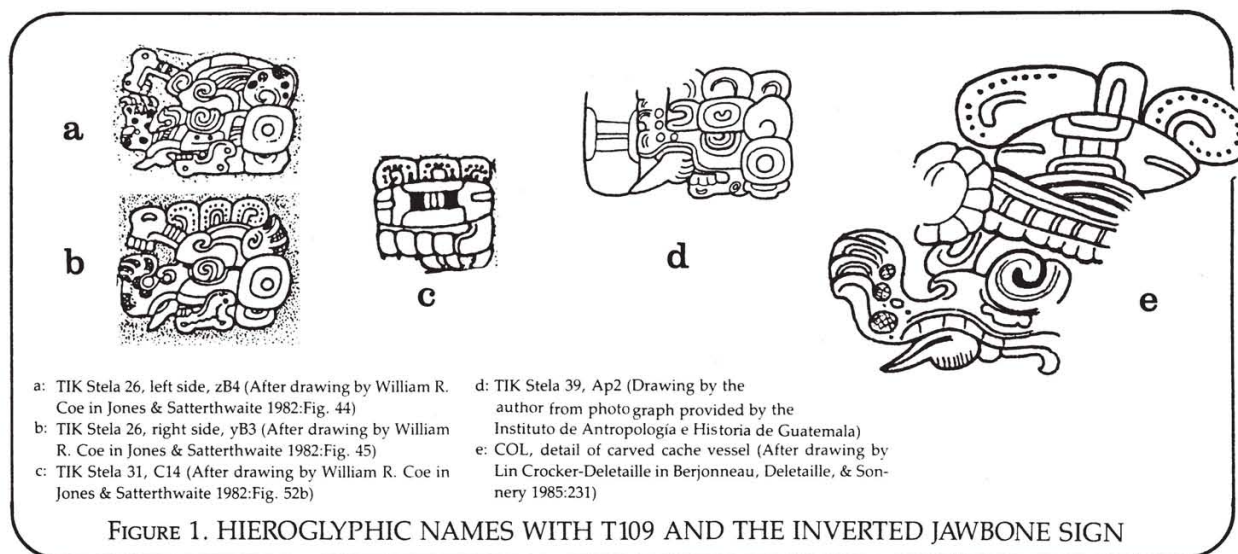 a
b
c
d
e
a: TIK Stela 26, left side, zB4 (After drawing by William R.
Coe in Jones & Satterthwaite 1982:Fig. 44)
b: TIK Stela 26, right side, yB3 (After drawing by William
R. Coe in Jones & Satterthwaite 1982:Fig. 45)
c: TIK Stela 31, C14 (After drawing by William R. Coe in
Jones & Satterthwaite 1982:Fig. 52b)
d: TIK Stela 39, Ap2 (Drawing by the
author from photograph provided by the
Instituto de Antropología e Historia de Guatemala)
e: COL, detail of carved cache vessel (After drawing by
Lin Crocker-Deletaille in Berjonneau, Deletaille, & Son-
nery 1985:231)
FIGURE 1. HIEROGLYPHIC NAMES WITH T109 AND THE INVERTED JAWBONE SIGN